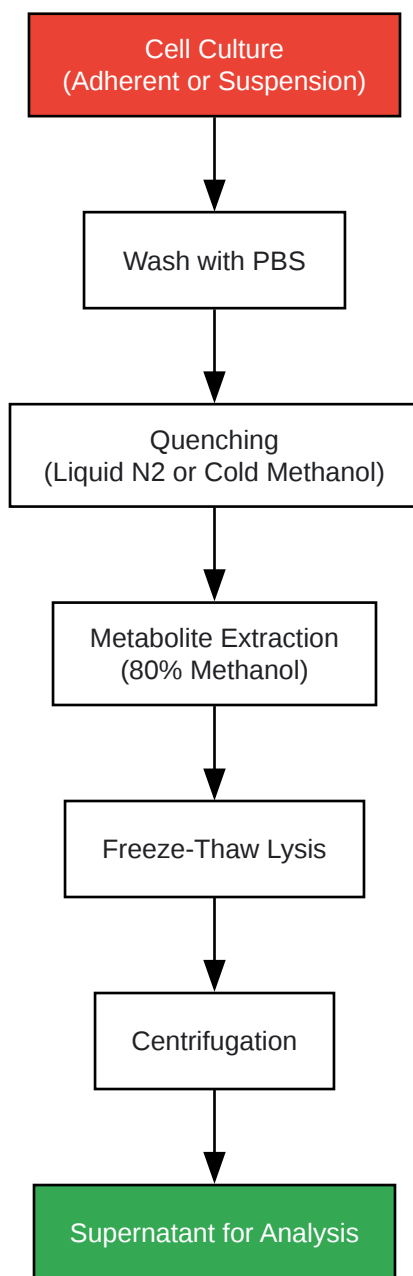 Cell Culture
(Adherent or Suspension)
Wash with PBS
Quenching
(Liquid N2 or Cold Methanol)
Metabolite Extraction
(80% Methanol)
Freeze-Thaw Lysis
Centrifugation
Supernatant for Analysis